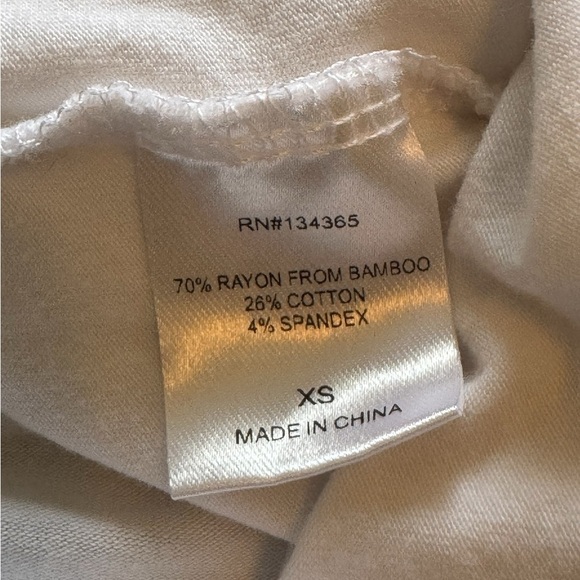 RN#134365
70% RAYON FROM BAMBOO
26% COTTON
4% SPANDEX
XS
MADE IN CHINA